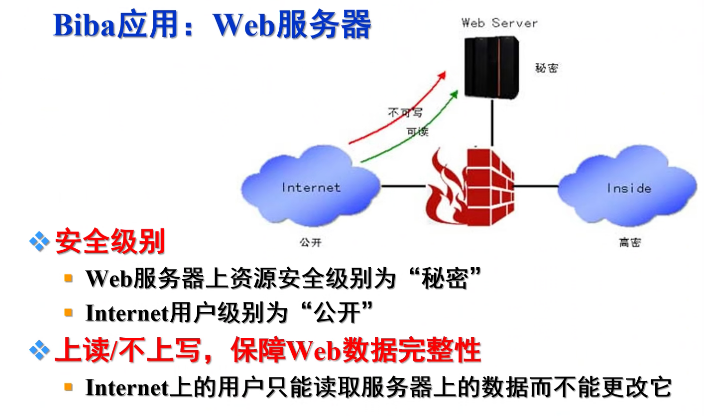 Biba应用：Web服务器
Web Server
秘密
不可写
可读
Internet
Inside
公开
高密
安全级别
Web服务器上资源安全级别为“秘密”
Internet用户级别为“公开”
上读/不上写，保障Web数据完整性
Internet上的用户只能读取服务器上的数据而不能更改它